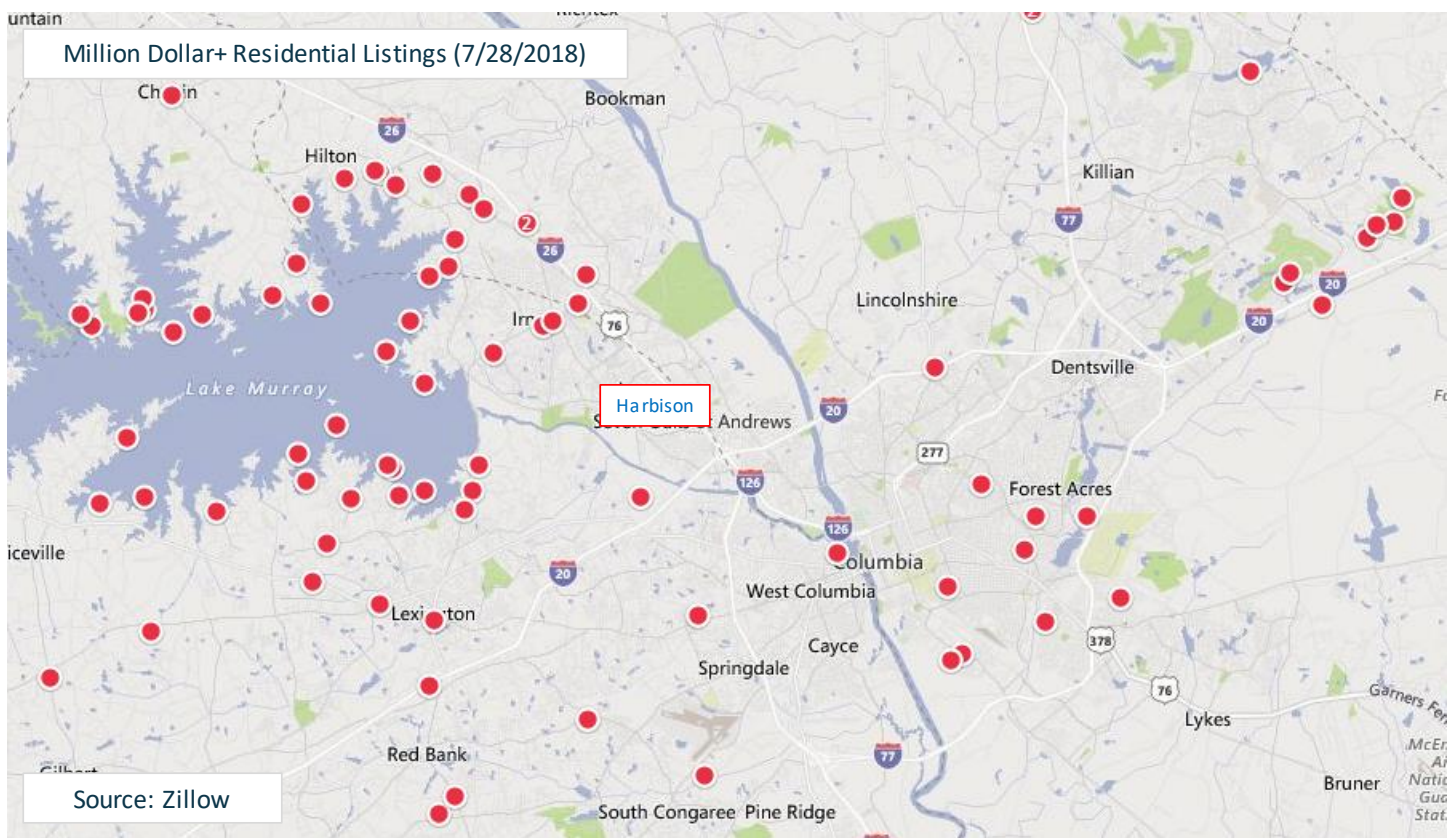 Million Dollar+ Residential Listings (7/28/2018)
2
Bookman
26
Hilton
Killian
77
2
26
20
Lincolnshire
20
76
Dentsville
Lake Murray
Harbison
20
Andrews
277
126
Forest Acres
126
Columbia
20
West Columbia
Lexington
Cayce
378
Springdale
76
Lykes
Garners
77
Red Bank
Bruner
Source: Zillow
South Congaree Pine Ridge